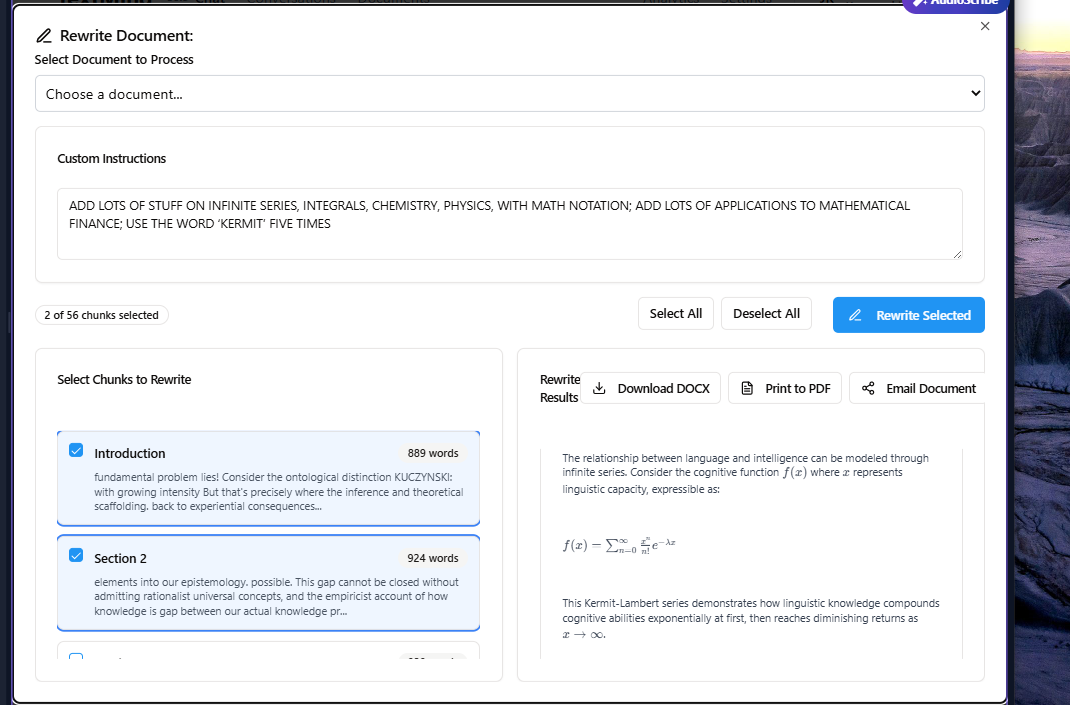 AudioScribe
Rewrite Document:
Select Document to Process
Choose a document...
Custom Instructions
ADD LOTS OF STUFF ON INFINITE SERIES, INTEGRALS, CHEMISTRY, PHYSICS, WITH MATH NOTATION; ADD LOTS OF APPLICATIONS TO MATHEMATICAL
FINANCE; USE THE WORD ‘KERMIT’ FIVE TIMES
2 of 56 chunks selected
Select All
Deselect All
Rewrite Selected
Select Chunks to Rewrite
Introduction
889 words
fundamental problem lies! Consider the ontological distinction KUCZYNSKI:
with growing intensity But that's precisely where the inference and theoretical
scaffolding. back to experiential consequences...
Section 2
924 words
elements into our epistemology. possible. This gap cannot be closed without
admitting rationalist universal concepts, and the empiricist account of how
knowledge is gap between our actual knowledge pr...
Rewrite
Results
Download DOCX
Print to PDF
Email Document
The relationship between language and intelligence can be modeled through
infinite series. Consider the cognitive function f(x) where x represents
linguistic capacity, expressible as:
f(x) = ∑_{n=0}^{∞} \frac{x^n}{n!} e^{−λx}
This Kermit-Lambert series demonstrates how linguistic knowledge compounds
cognitive abilities exponentially at first, then reaches diminishing returns as
x → ∞.